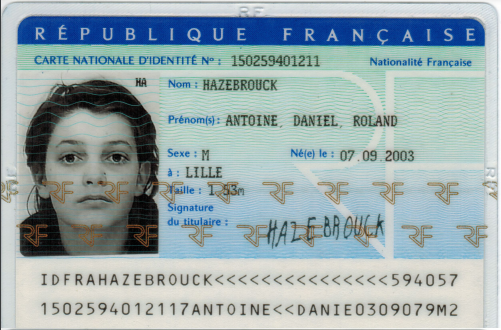 RF
RÉPUBLIQUE FRANÇAISE
CARTE NATIONALE D'IDENTITÉ Nº : 150259401211 Nationalité Française
HA
Nom : HAZEBROUCK
Prénom(s) : ANTOINE, DANIEL, ROLAND
Sexe : M Né(e) le : 07.09.2003
à : LILLE
Taille : 1,53m
RF RF RF RF RF RF RF
Signature
du titulaire : HAZEBROUCK
RF RF RF RF RF RF
IDFRAHAZEBROUCK<<<<<<<<<<<<<<<594057
1502594012117ANTOINE<<DANIE0309079M2